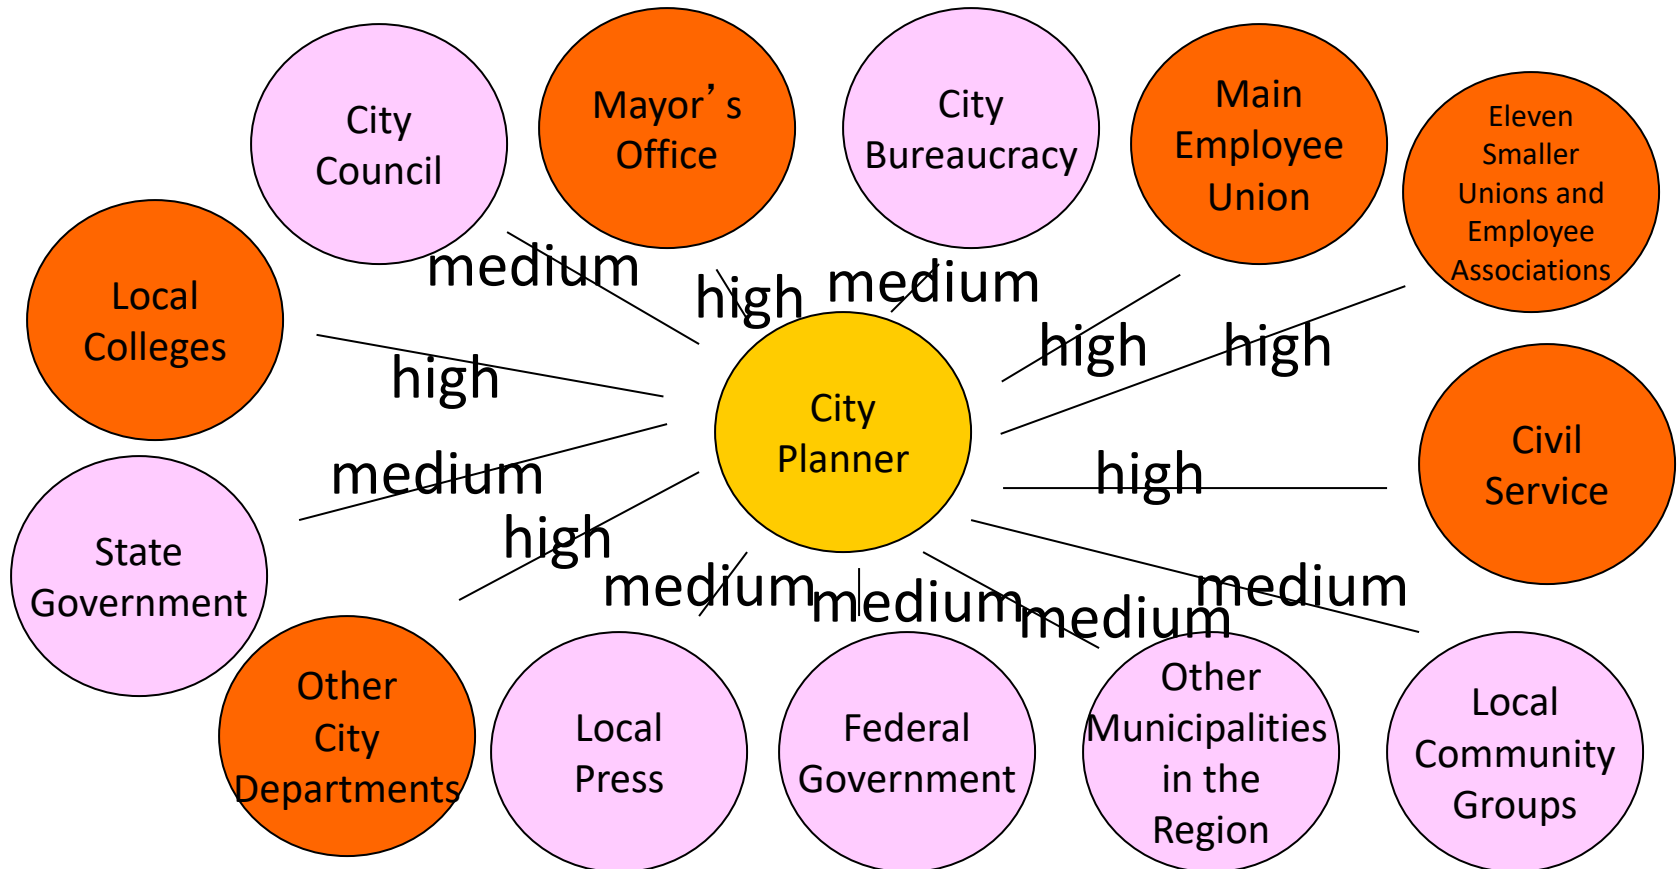 City
Council
Mayor’s
Office
City
Bureaucracy
Main
Employee
Union
Eleven
Smaller
Unions and
Employee
Associations
medium
high
medium
high
high
Local
Colleges
high
City
Planner
Civil
Service
high
medium
State
Government
high
medium
medium
medium
medium
Other
City
Departments
Local
Press
Federal
Government
Other
Municipalities
in the
Region
Local
Community
Groups